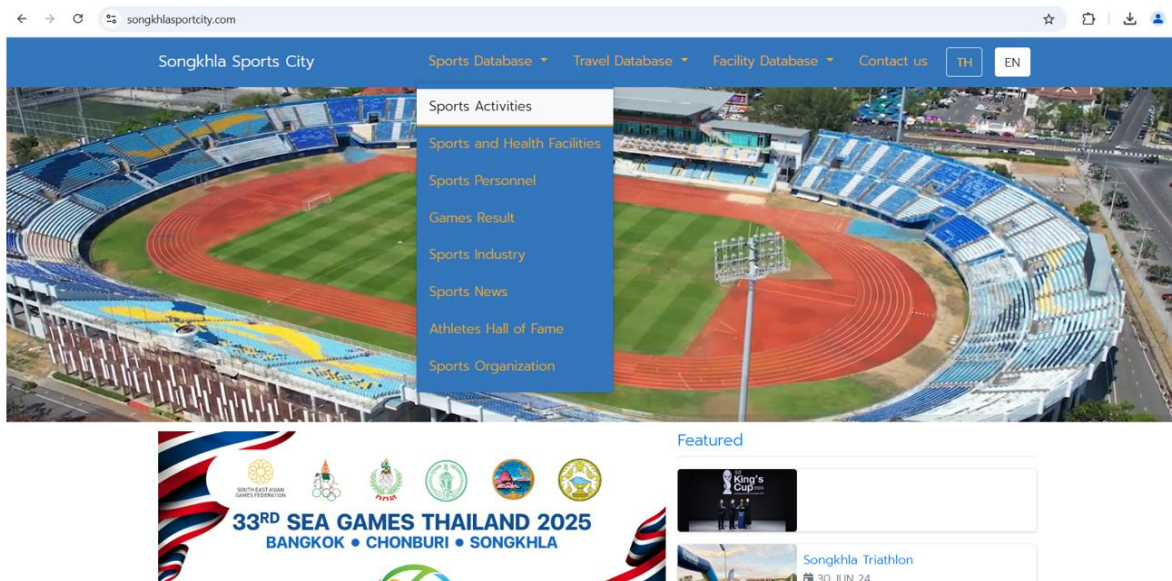 songkhlasportcity.com
Songkhla Sports City
Sports Database
Travel Database
Facility Database
Contact us
TH
EN
Sports Activities
Sports and Health Facilities
Sports Personnel
Games Result
Sports Industry
Sports News
Athletes Hall of Fame
Sports Organization
SOUTH EAST ASIAN
GAMES FEDERATION
33RD SEA GAMES THAILAND 2025
BANGKOK • CHONBURI • SONGKHLA
Featured
King's
Cup
Songkhla Triathlon
30 JUN 24